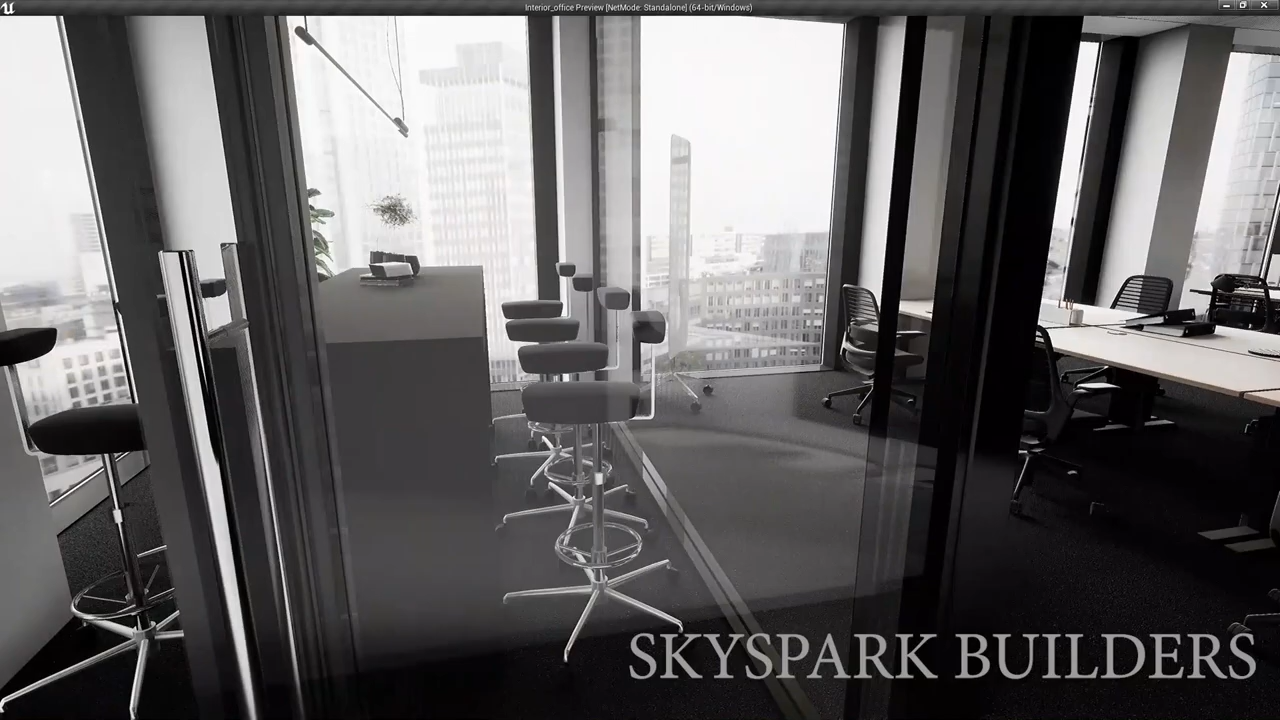 Interior_office Preview [NetMode: Standalone] (64-bit/Windows)
SKYSPARK BUILDERS